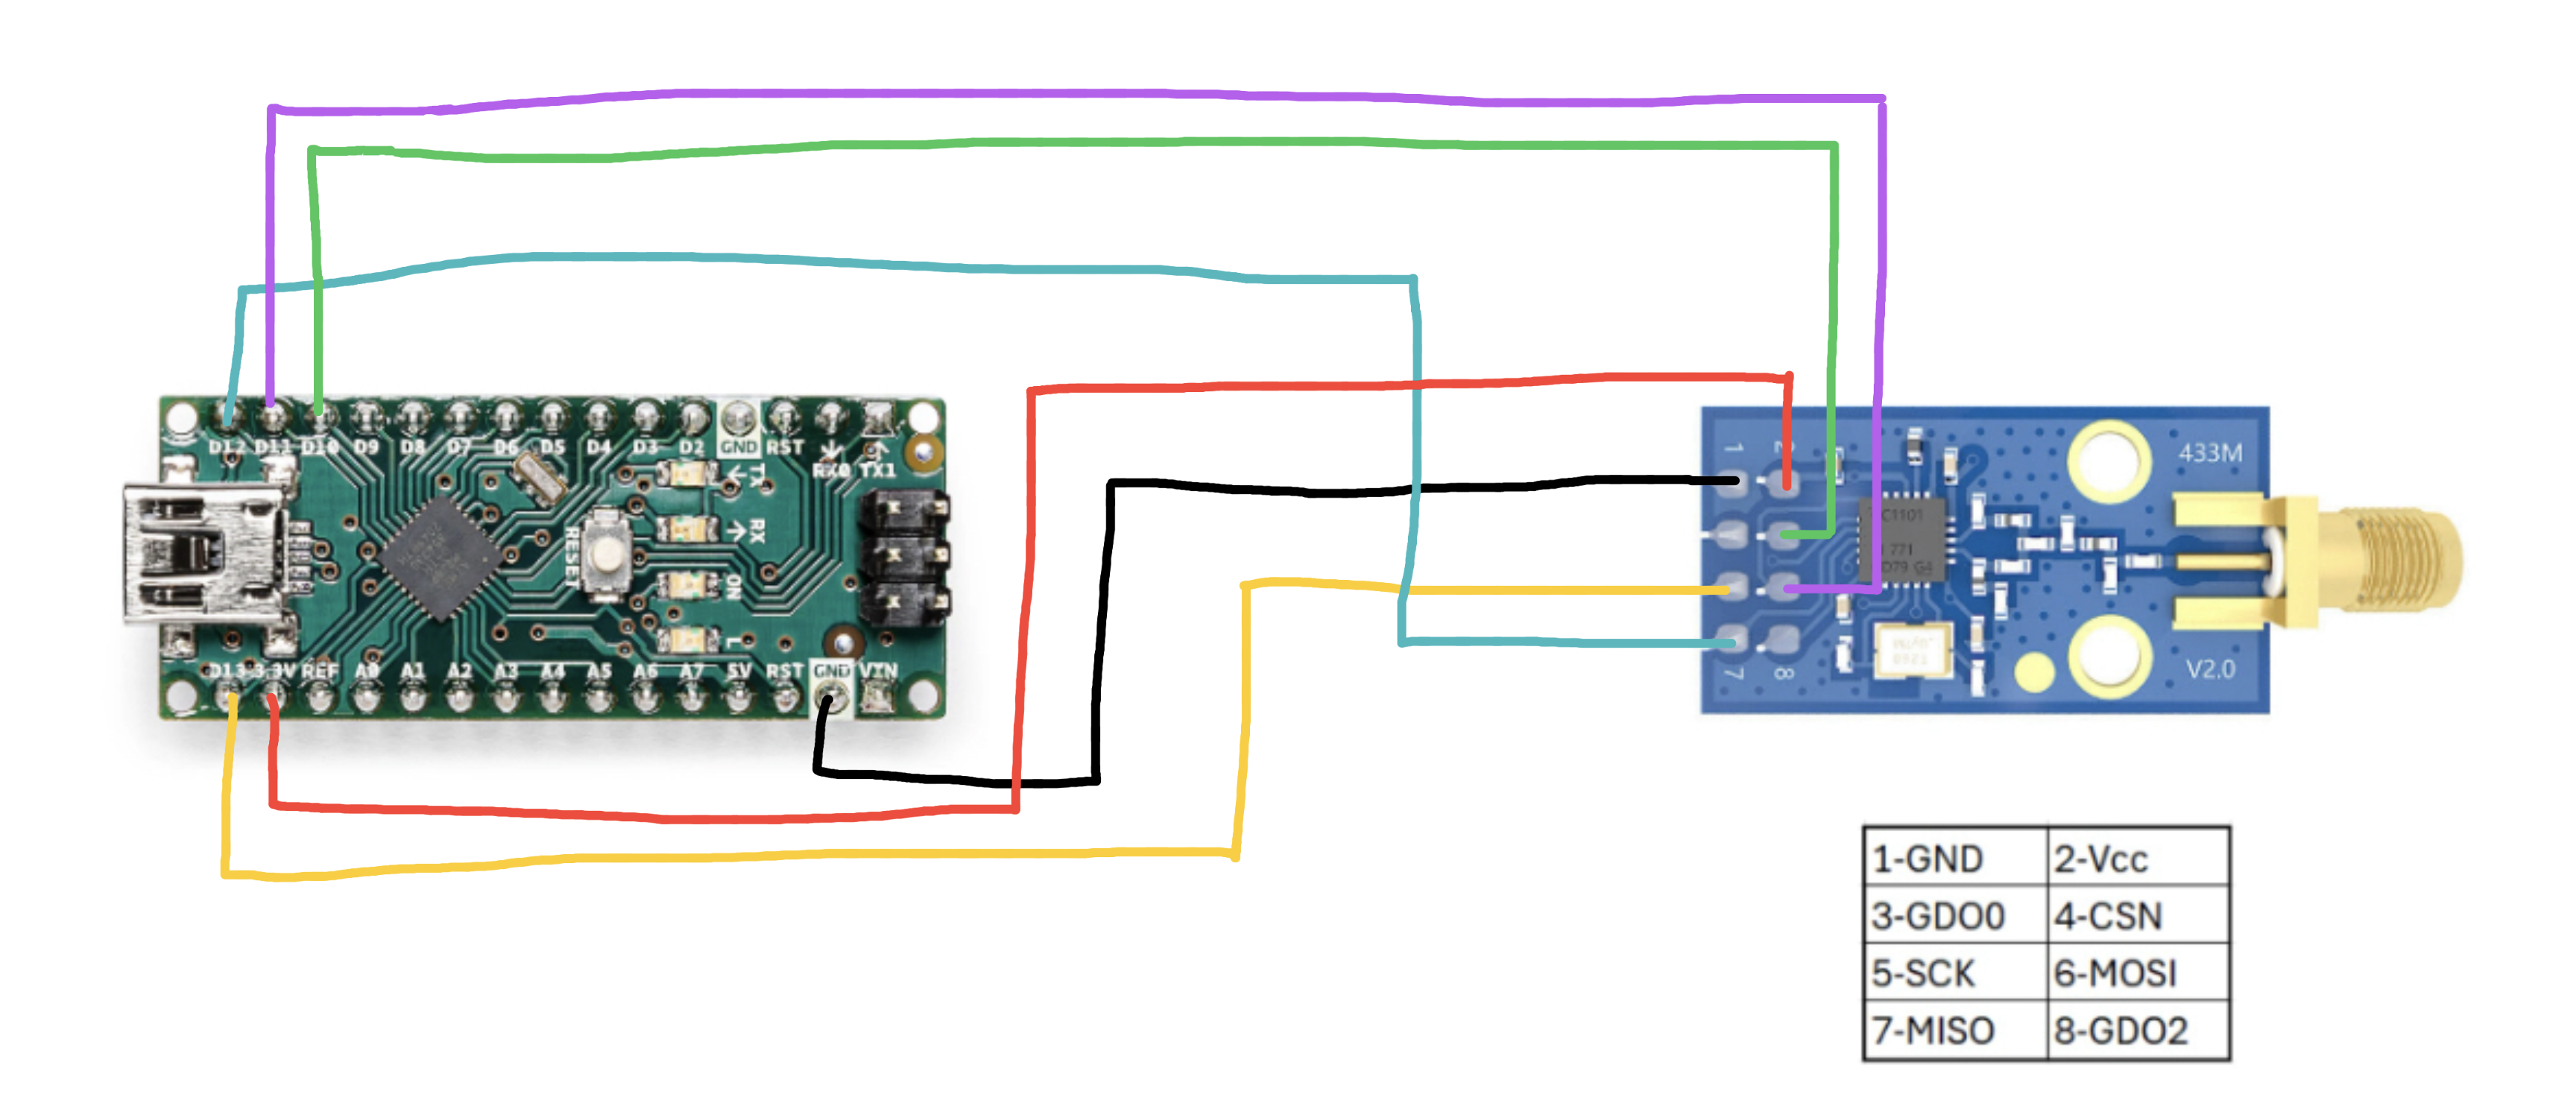 D12 D11 D10 D9 D8 D7 D6 D5 D4 D3 D2 GND RST RX0 TX1
TX
RX
ON
L
RESET
D13 3.3V REF A0 A1 A2 A3 A4 A5 A6 A7 5V RST GND VIN
1 2
433M
7 8
V2.0
1-GND 2-Vcc
3-GDO0 4-CSN
5-SCK 6-MOSI
7-MISO 8-GDO2